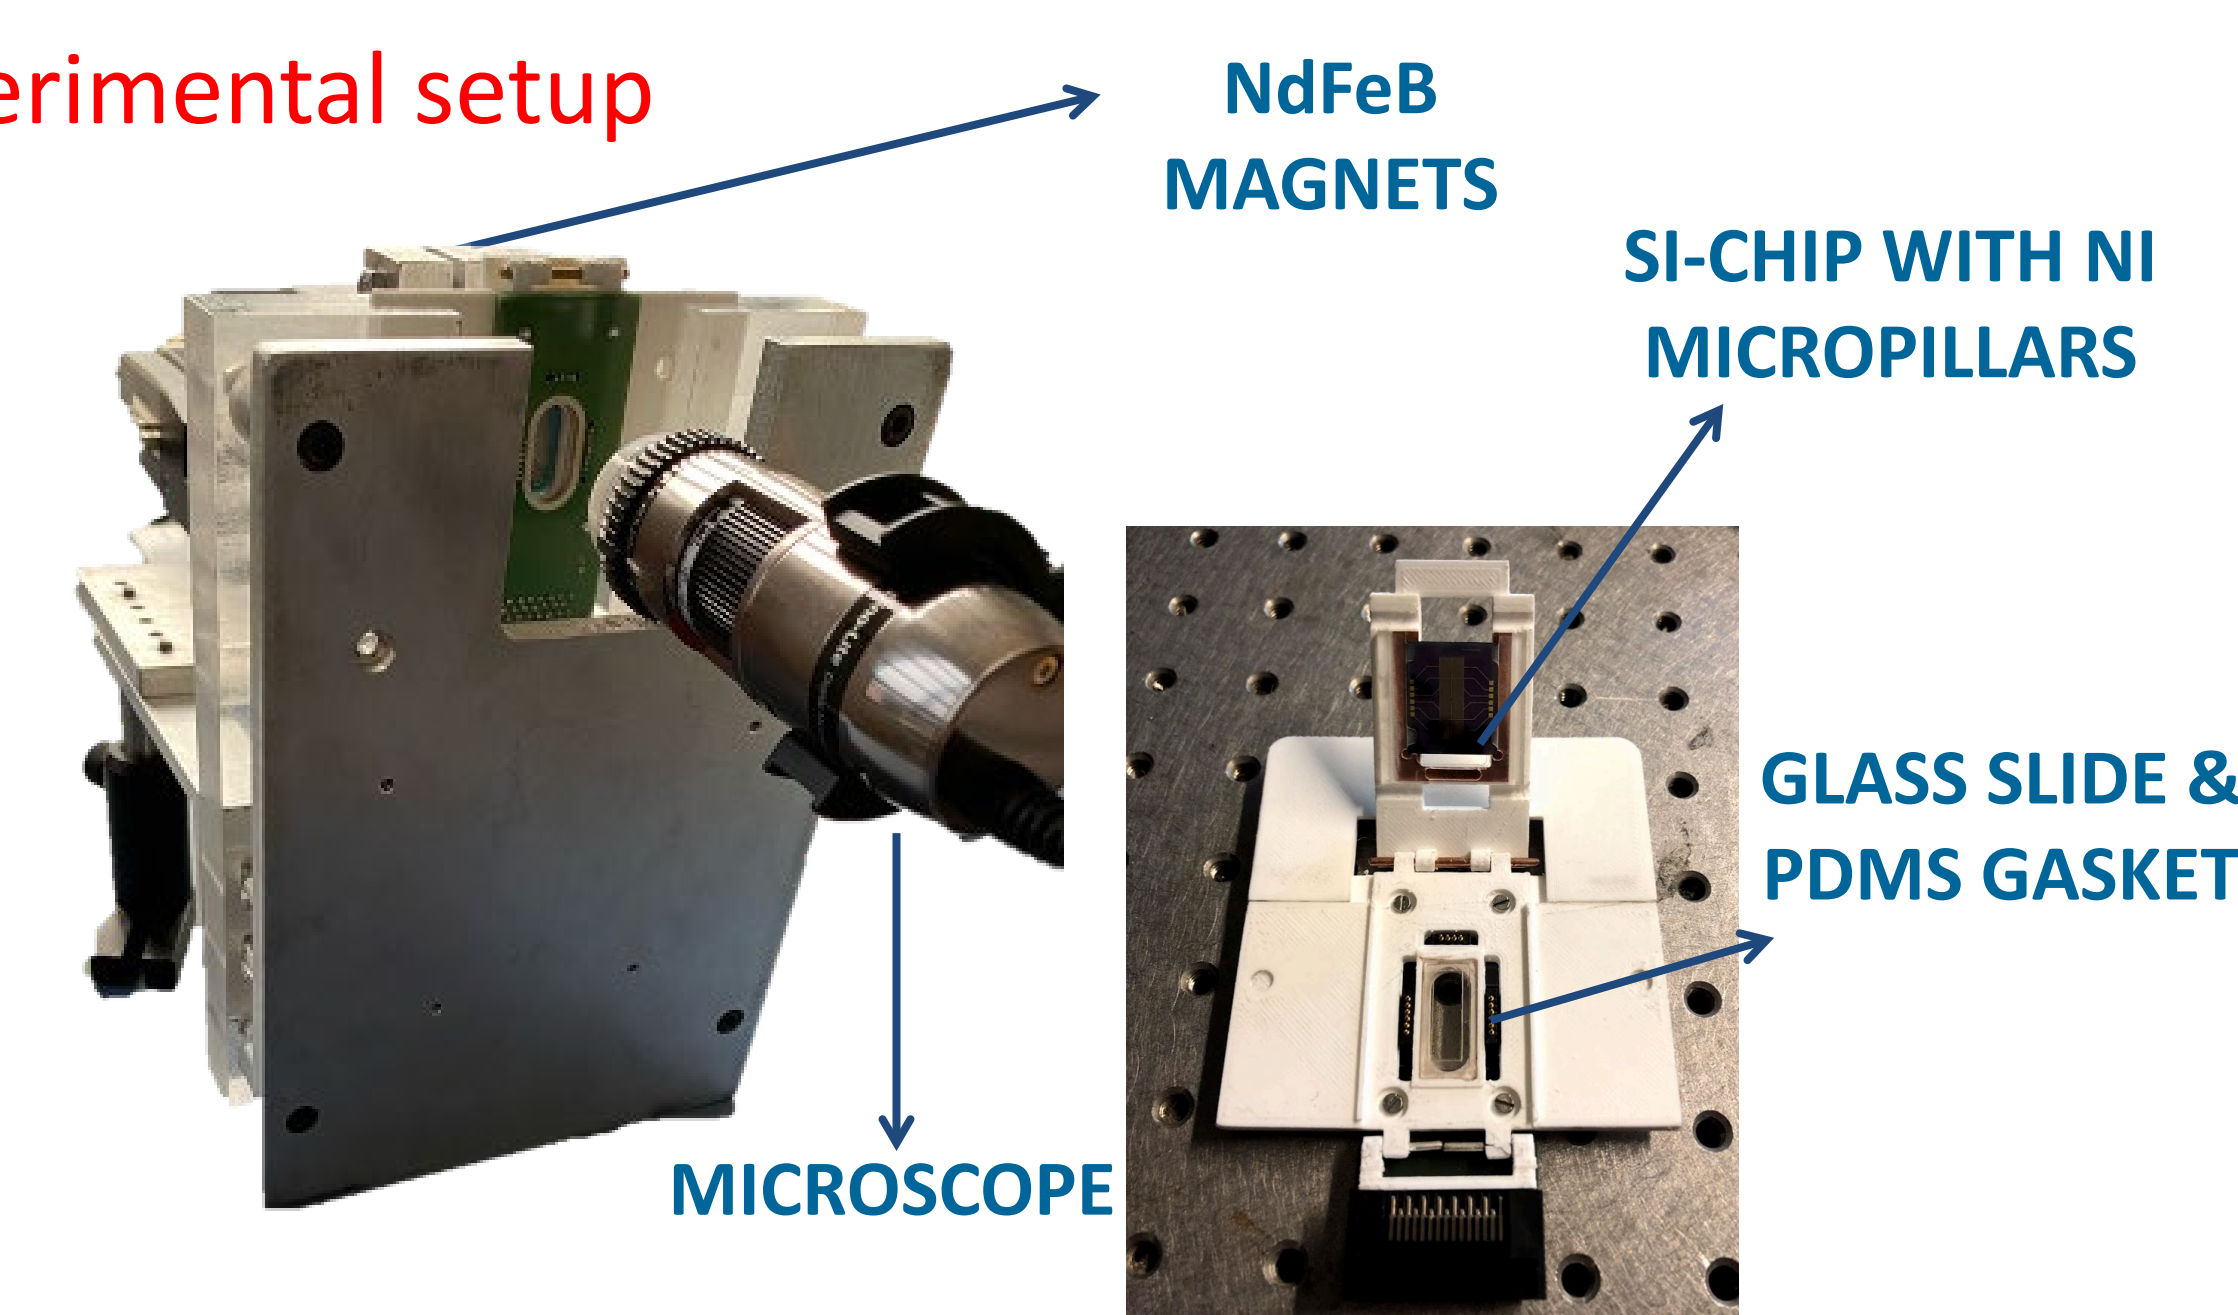 erimental setup
NdFeB
MAGNETS
SI-CHIP WITH NI
MICROPILLARS
GLASS SLIDE &
PDMS GASKET
MICROSCOPE